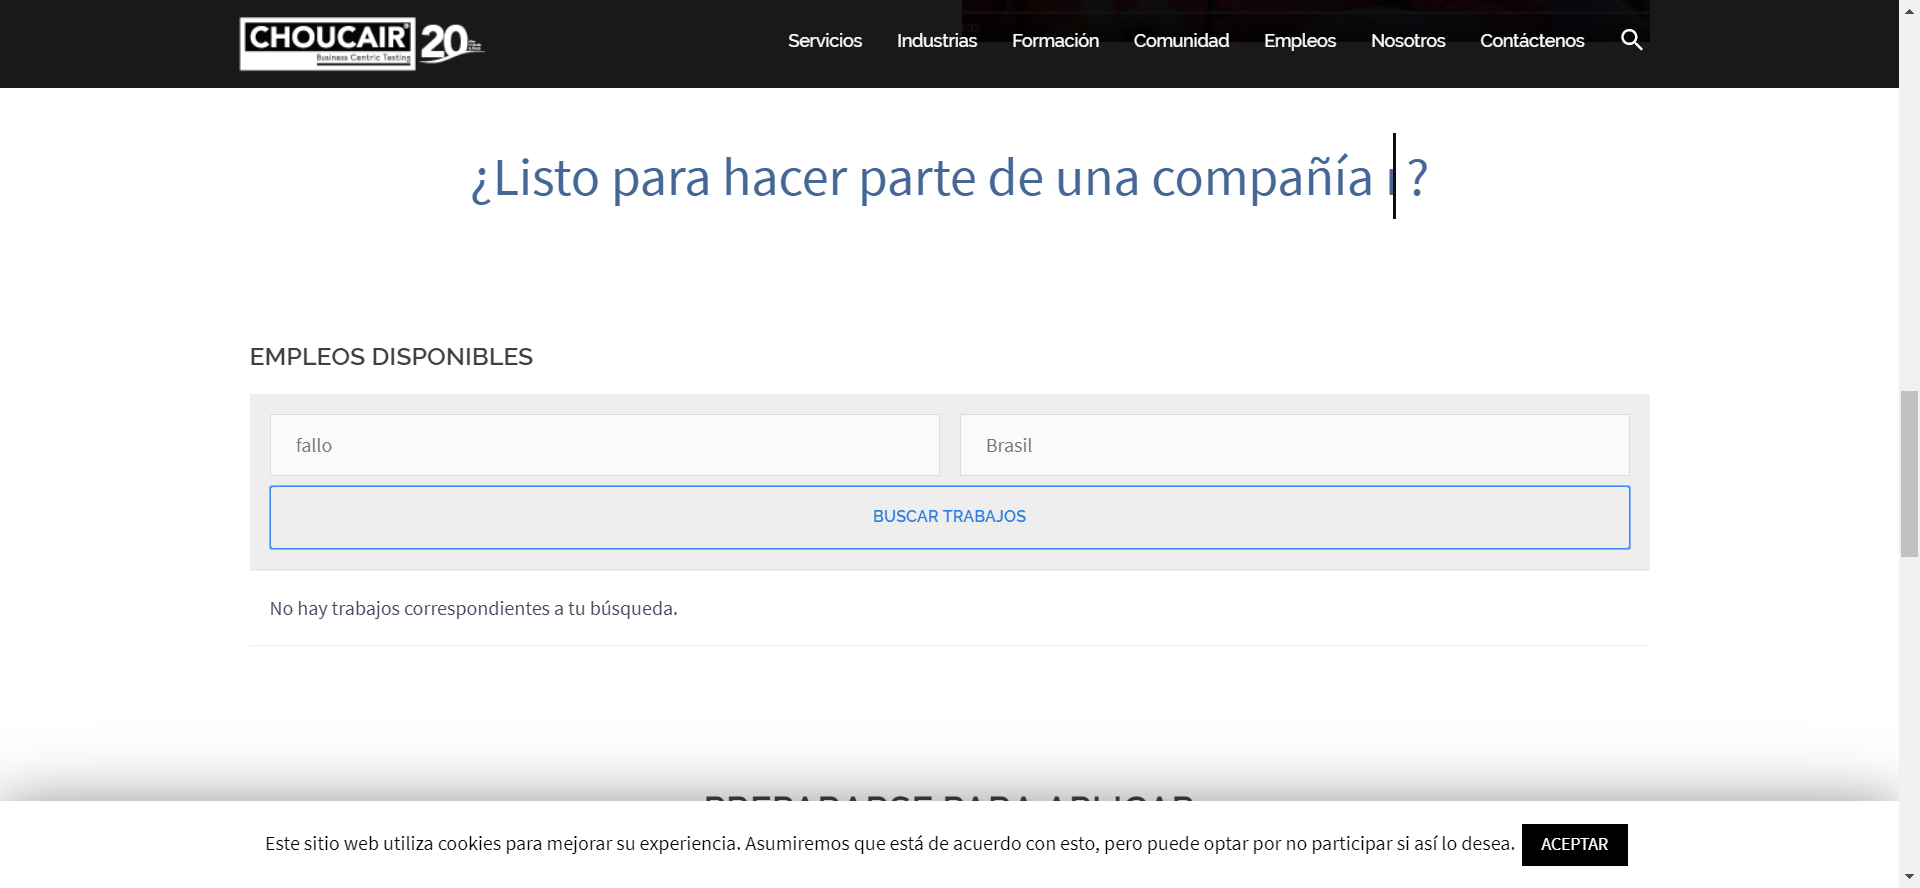 CHOUCAIR
Business Centric Testing
20
Servicios Industrias Formación Comunidad Empleos Nosotros Contáctenos
¿Listo para hacer parte de una compañía ?
EMPLEOS DISPONIBLES
fallo Brasil
BUSCAR TRABAJOS
No hay trabajos correspondientes a tu búsqueda.
PREPARARSE PARA APLICAR
Este sitio web utiliza cookies para mejorar su experiencia. Asumiremos que está de acuerdo con esto, pero puede optar por no participar si así lo desea. ACEPTAR